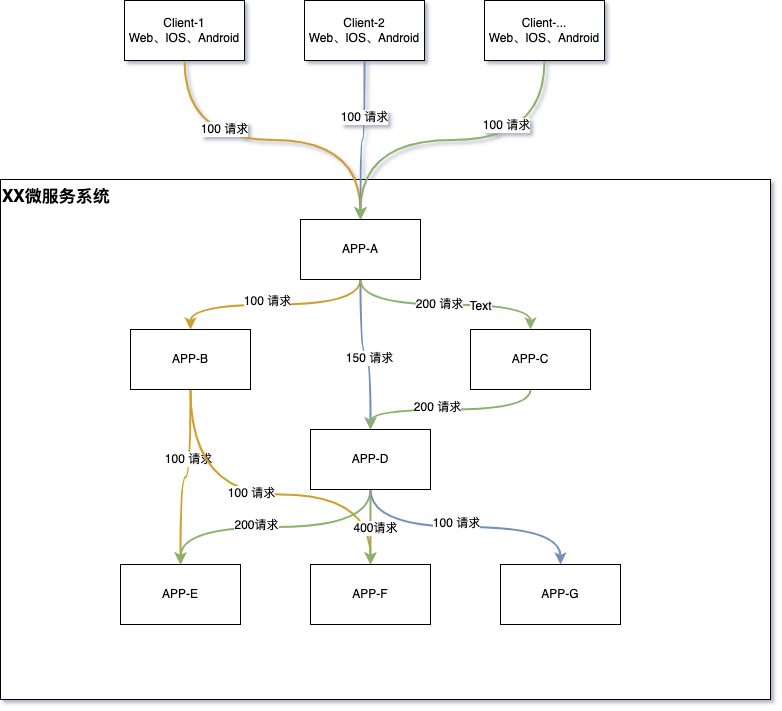 Client-1
Web、IOS、Android
Client-2
Web、IOS、Android
Client-...
Web、IOS、Android
100 请求
100 请求
100 请求
XX微服务系统
APP-A
100 请求
200 请求
Text
150 请求
APP-B
APP-C
200 请求
APP-D
100 请求
100 请求
200请求
400请求
100 请求
APP-E
APP-F
APP-G